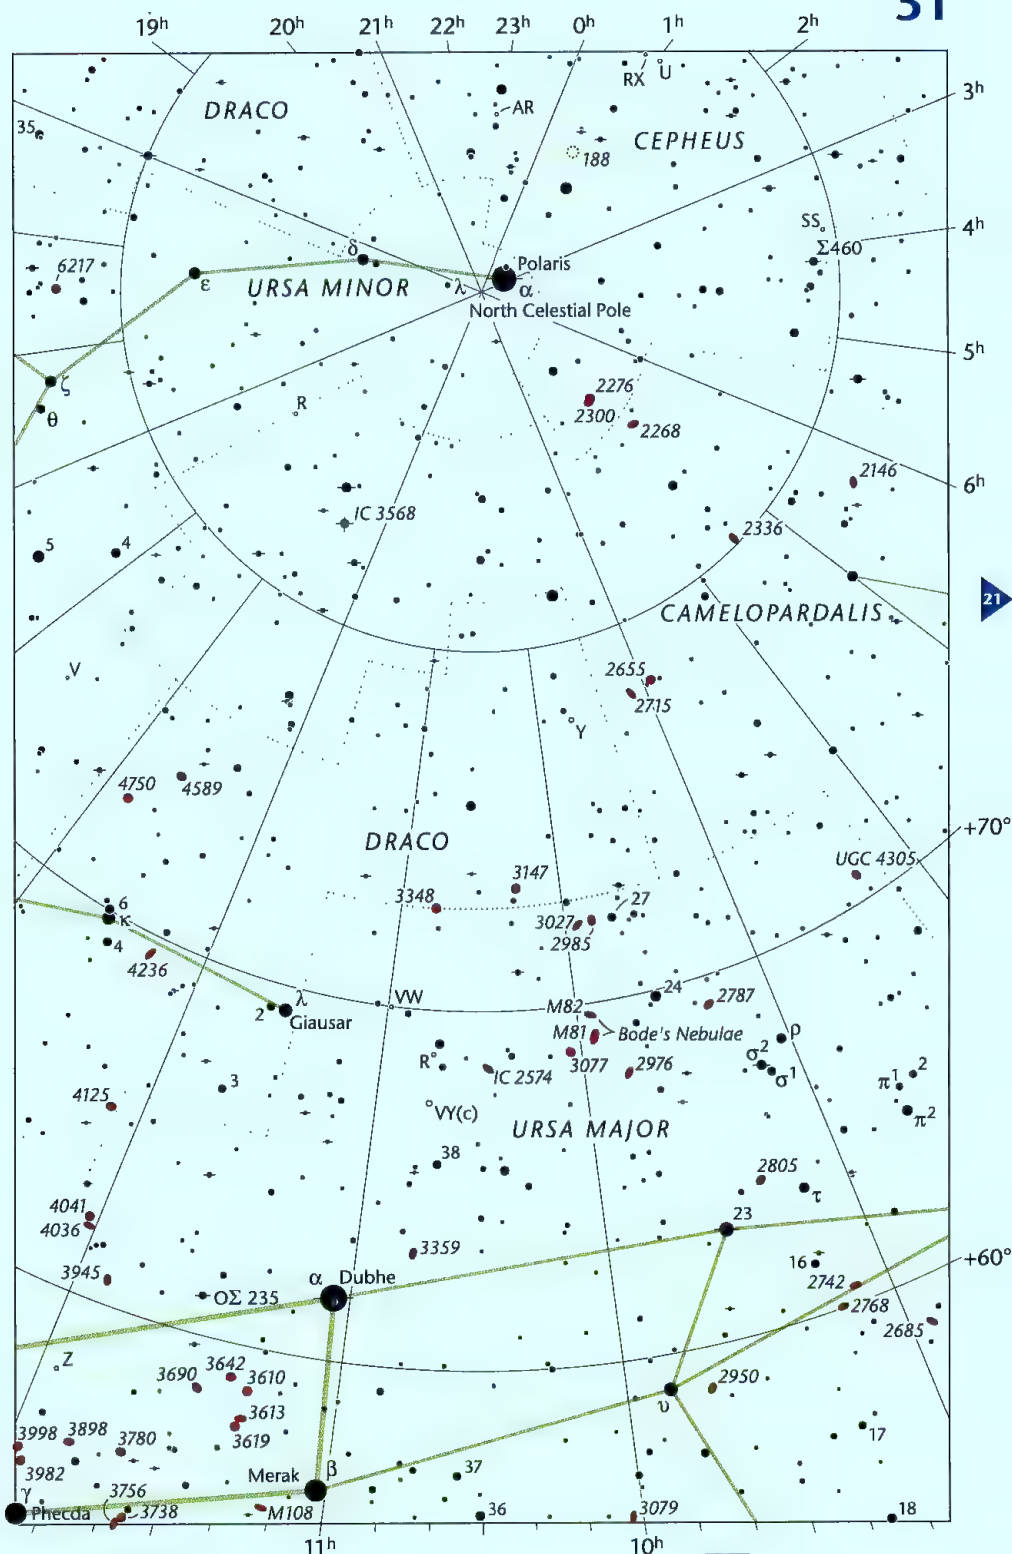 31
19h 20h 21h 22h 23h 0h 1h 2h
RX U
DRACO
AR
3h
35
CEPHEUS
188
SS
4h
Σ460
δ
Polaris
6217
ε
URSA MINOR
λ
α
North Celestial Pole
5h
ζ
2276
θ
R
2300
2268
2146
6h
IC 3568
2336
5
4
21
CAMELOPARDALIS
V
2655
2715
Y
4750
4589
+70°
DRACO
UGC 4305
3147
3348
27
6
κ
3027
2985
4
4236
24
2787
λ
VW
2
Giausar
M82
M81
Bode's Nebulae
ρ
R
3077
σ2
2976
σ1
IC 2574
2
π1
3
4125
VY(c)
π2
URSA MAJOR
38
2805
τ
4041
23
4036
3359
16
+60°
3945
α
Dubhe
2742
ΟΣ 235
2768
2685
Z
3642
3690
3610
2950
υ
3613
3998
3898
3780
3619
17
3982
Merak
β
37
γ
3756
Phecda
3738
M108
36
3079
18
11h
10h